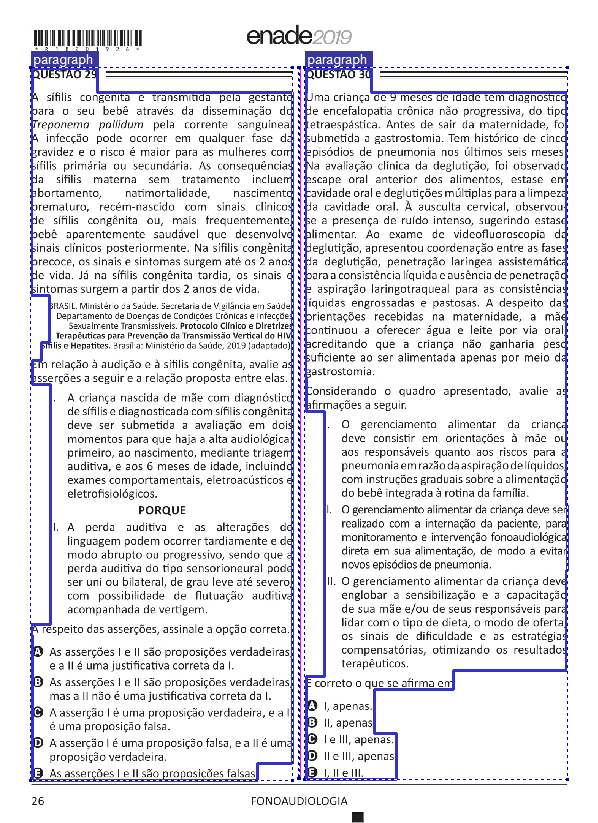 *R1820192 6*
enade2019
paragraph
QUESTÃO 29
A sífilis congênita é transmitida pela gestante
para o seu bebê através da disseminação do
Treponema pallidum pela corrente sanguínea.
A infecção pode ocorrer em qualquer fase da
gravidez e o risco é maior para as mulheres com
sífilis primária ou secundária. As consequências
da sífilis materna sem tratamento incluem
abortamento, natimortalidade, nascimento
prematuro, recém-nascido com sinais clínicos
de sífilis congênita ou, mais frequentemente,
bebê aparentemente saudável que desenvolve
sinais clínicos posteriormente. Na sífilis congênita
precoce, os sinais e sintomas surgem até os 2 anos
de vida. Já na sífilis congênita tardia, os sinais e
sintomas surgem a partir dos 2 anos de vida.
BRASIL. Ministério da Saúde. Secretaria de Vigilância em Saúde.
Departamento de Doenças de Condições Crônicas e Infecções
Sexualmente Transmissíveis. Protocolo Clínico e Diretrizes
Terapêuticas para Prevenção da Transmissão Vertical do HIV,
Sífilis e Hepatites. Brasília: Ministério da Saúde, 2019 (adaptado).
Em relação à audição e à sífilis congênita, avalie as
asserções a seguir e a relação proposta entre elas.
I. A criança nascida de mãe com diagnóstico
de sífilis e diagnosticada com sífilis congênita
deve ser submetida a avaliação em dois
momentos para que haja a alta audiológica:
primeiro, ao nascimento, mediante triagem
auditiva, e aos 6 meses de idade, incluindo
exames comportamentais, eletroacústicos e
eletrofisiológicos.
PORQUE
II. A perda auditiva e as alterações de
linguagem podem ocorrer tardiamente e de
modo abrupto ou progressivo, sendo que a
perda auditiva do tipo sensorioneural pode
ser uni ou bilateral, de grau leve até severo,
com possibilidade de flutuação auditiva
acompanhada de vertigem.
A respeito das asserções, assinale a opção correta.
A As asserções I e II são proposições verdadeiras,
e a II é uma justificativa correta da I.
B As asserções I e II são proposições verdadeiras,
mas a II não é uma justificativa correta da I.
C A asserção I é uma proposição verdadeira, e a II
é uma proposição falsa.
D A asserção I é uma proposição falsa, e a II é uma
proposição verdadeira.
E As asserções I e II são proposições falsas.
paragraph
QUESTÃO 30
Uma criança de 9 meses de idade tem diagnóstico
de encefalopatia crônica não progressiva, do tipo
tetraespástica. Antes de sair da maternidade, foi
submetida a gastrostomia. Tem histórico de cinco
episódios de pneumonia nos últimos seis meses.
Na avaliação clínica da deglutição, foi observado
escape oral anterior dos alimentos, estase em
cavidade oral e deglutições múltiplas para limpeza
da cavidade oral. À ausculta cervical, observou-
se a presença de ruído intenso, sugerindo estase
alimentar. Ao exame de videofluoroscopia da
deglutição, apresentou coordenação entre as fases
da deglutição, penetração laríngea assistemática
para a consistência líquida e ausência de penetração
e aspiração laringotraqueal para as consistências
líquidas engrossadas e pastosas. A despeito das
orientações recebidas na maternidade, a mãe
continuou a oferecer água e leite por via oral,
acreditando que a criança não ganharia peso
suficiente ao ser alimentada apenas por meio da
gastrostomia.
Considerando o quadro apresentado, avalie as
afirmações a seguir.
I. O gerenciamento alimentar da criança
deve consistir em orientações à mãe ou
aos responsáveis quanto aos riscos para a
pneumonia em razão da aspiração de líquidos,
com instruções graduais sobre a alimentação
do bebê integrada à rotina da família.
II. O gerenciamento alimentar da criança deve ser
realizado com a internação da paciente, para
monitoramento e intervenção fonoaudiológica
direta em sua alimentação, de modo a evitar
novos episódios de pneumonia.
III. O gerenciamento alimentar da criança deve
englobar a sensibilização e a capacitação
de sua mãe e/ou de seus responsáveis para
lidar com o tipo de dieta, o modo de oferta,
os sinais de dificuldade e as estratégias
compensatórias, otimizando os resultados
terapêuticos.
É correto o que se afirma em
A I, apenas.
B II, apenas.
C I e III, apenas.
D II e III, apenas.
E I, II e III.
26
FONOAUDIOLOGIA